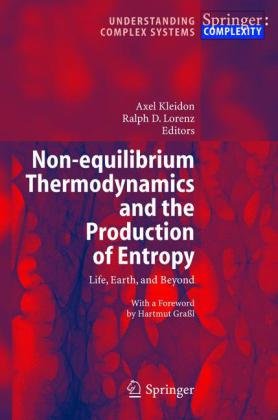 UNDERSTANDING
COMPLEX SYSTEMS
Springer:
COMPLEXITY
Axel Kleidon
Ralph D. Lorenz
Editors
Non-equilibrium
Thermodynamics
and the
Production
of Entropy
Life, Earth, and Beyond
With a Foreword
by Hartmut Graßl
Springer